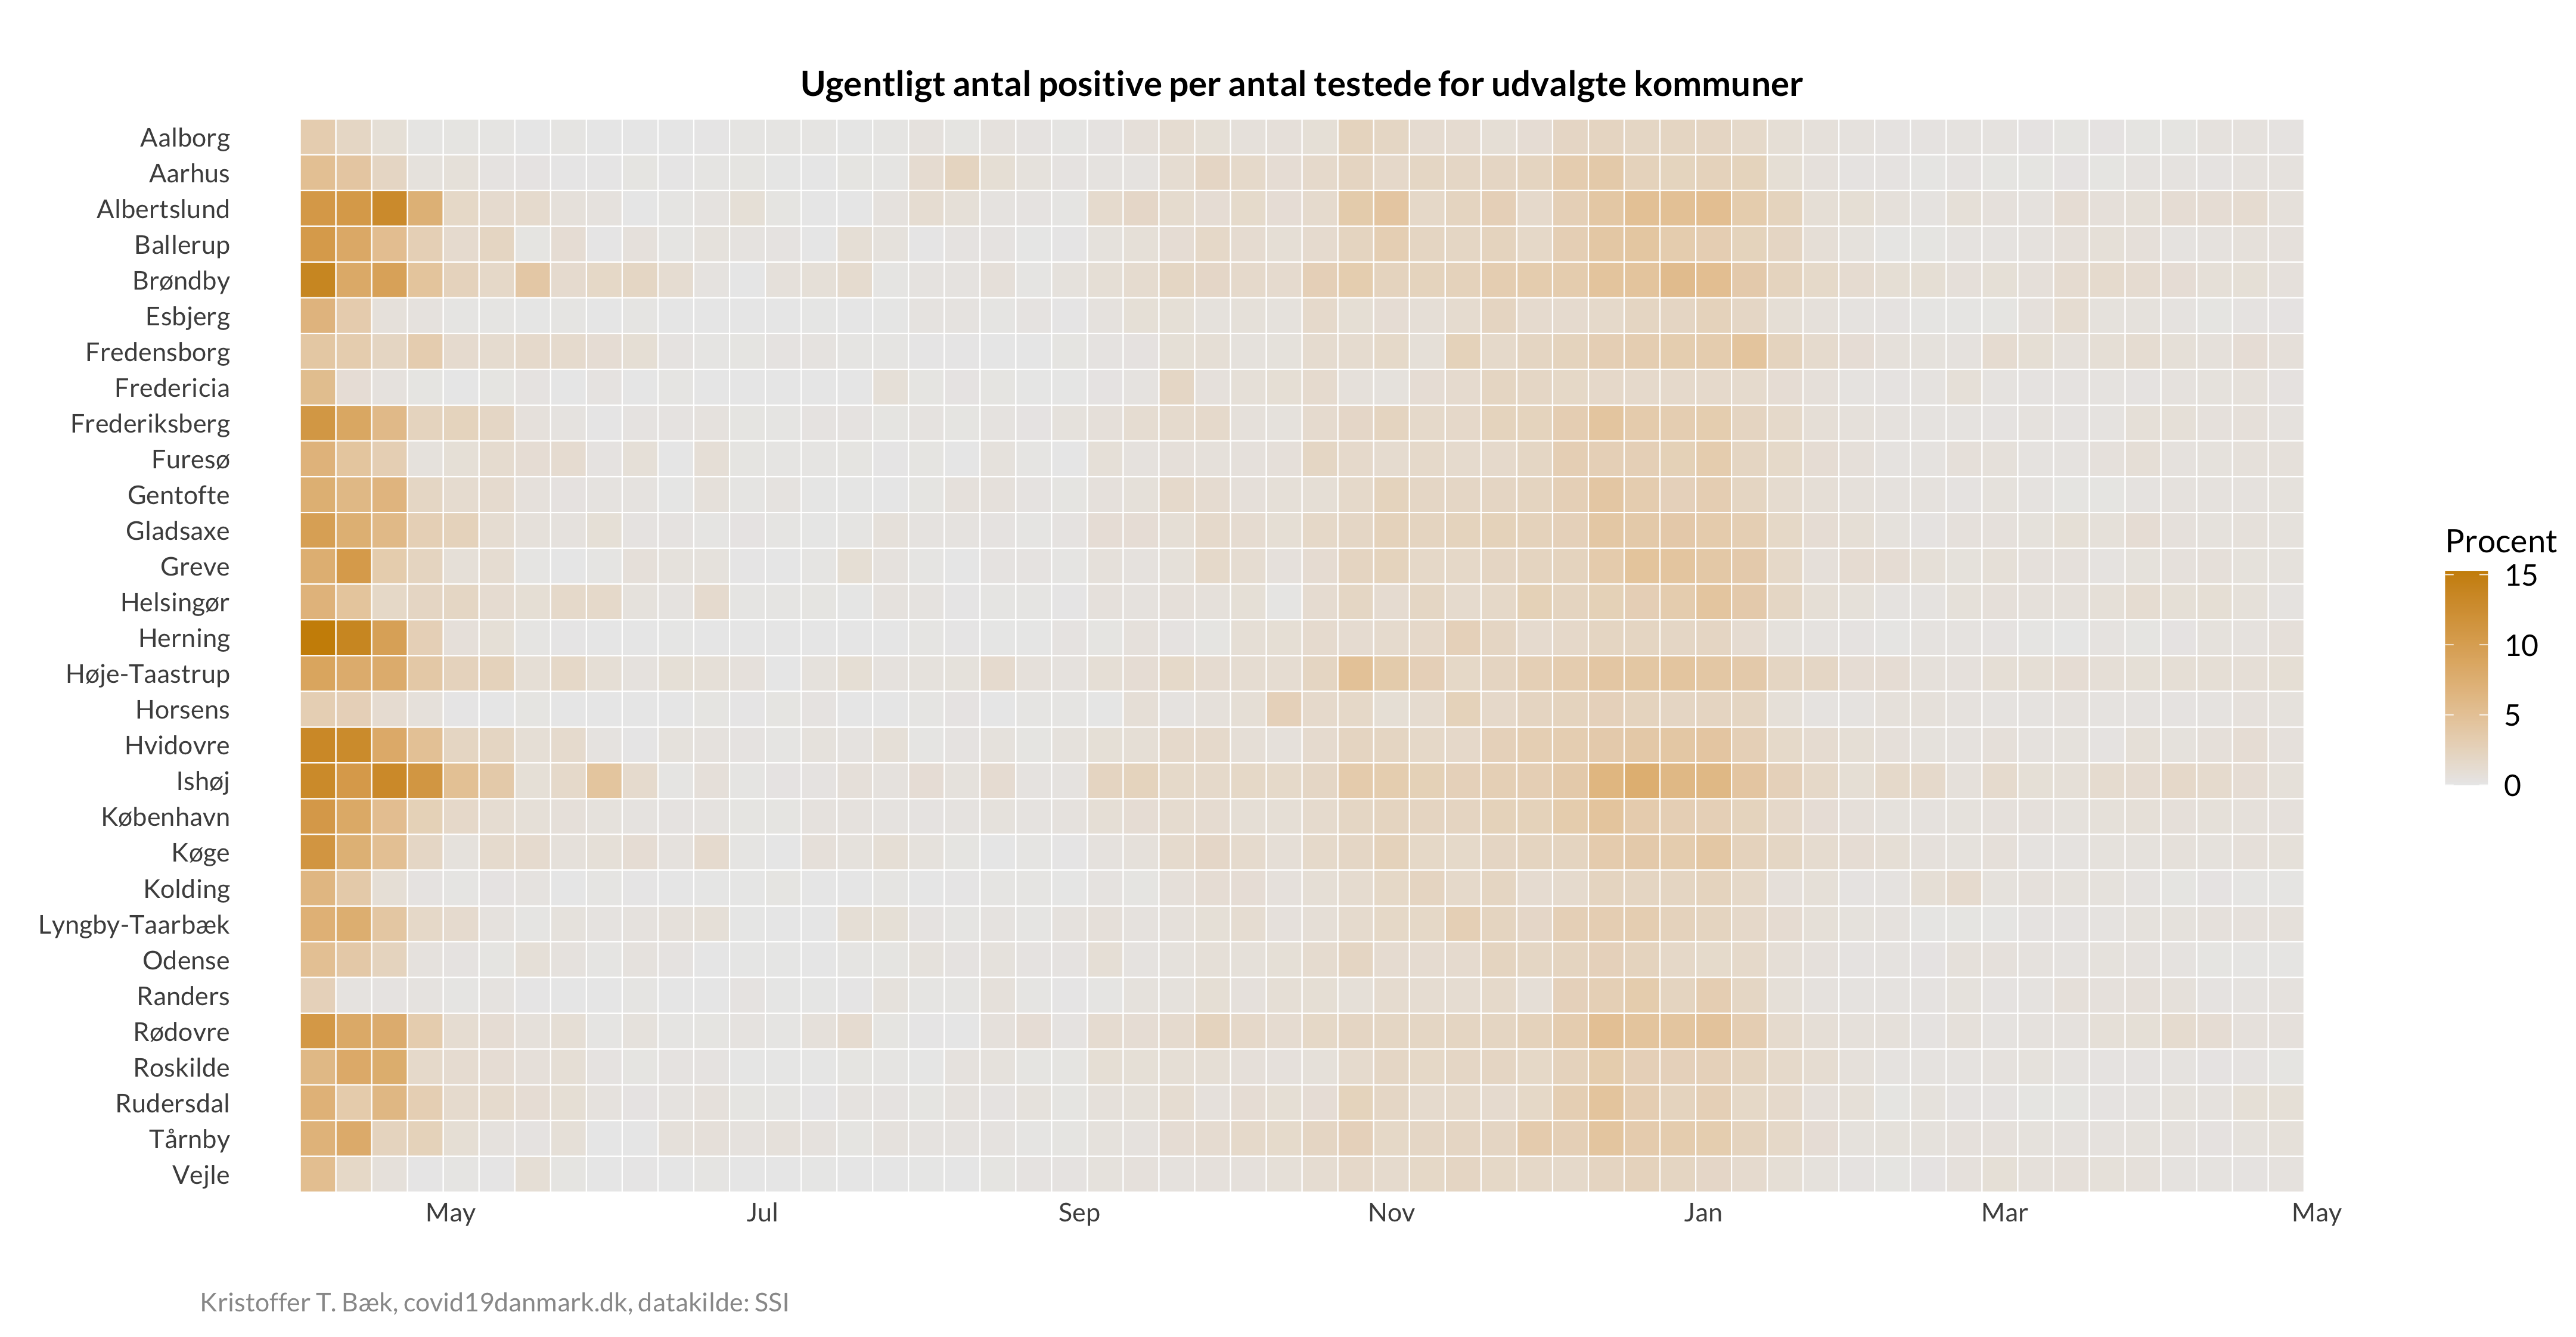 Ugentligt antal positive per antal testede for udvalgte kommuner
Aalborg
Aarhus
Albertslund
Ballerup
Brøndby
Esbjerg
Fredensborg
Fredericia
Frederiksberg
Furesø
Gentofte
Gladsaxe
Greve
Helsingør
Herning
Høje-Taastrup
Horsens
Hvidovre
Ishøj
København
Køge
Kolding
Lyngby-Taarbæk
Odense
Randers
Rødovre
Roskilde
Rudersdal
Tårnby
Vejle
May Jul Sep Nov Jan Mar May
Procent
15
10
5
0
Kristoffer T. Bæk, covid19danmark.dk, datakilde: SSI